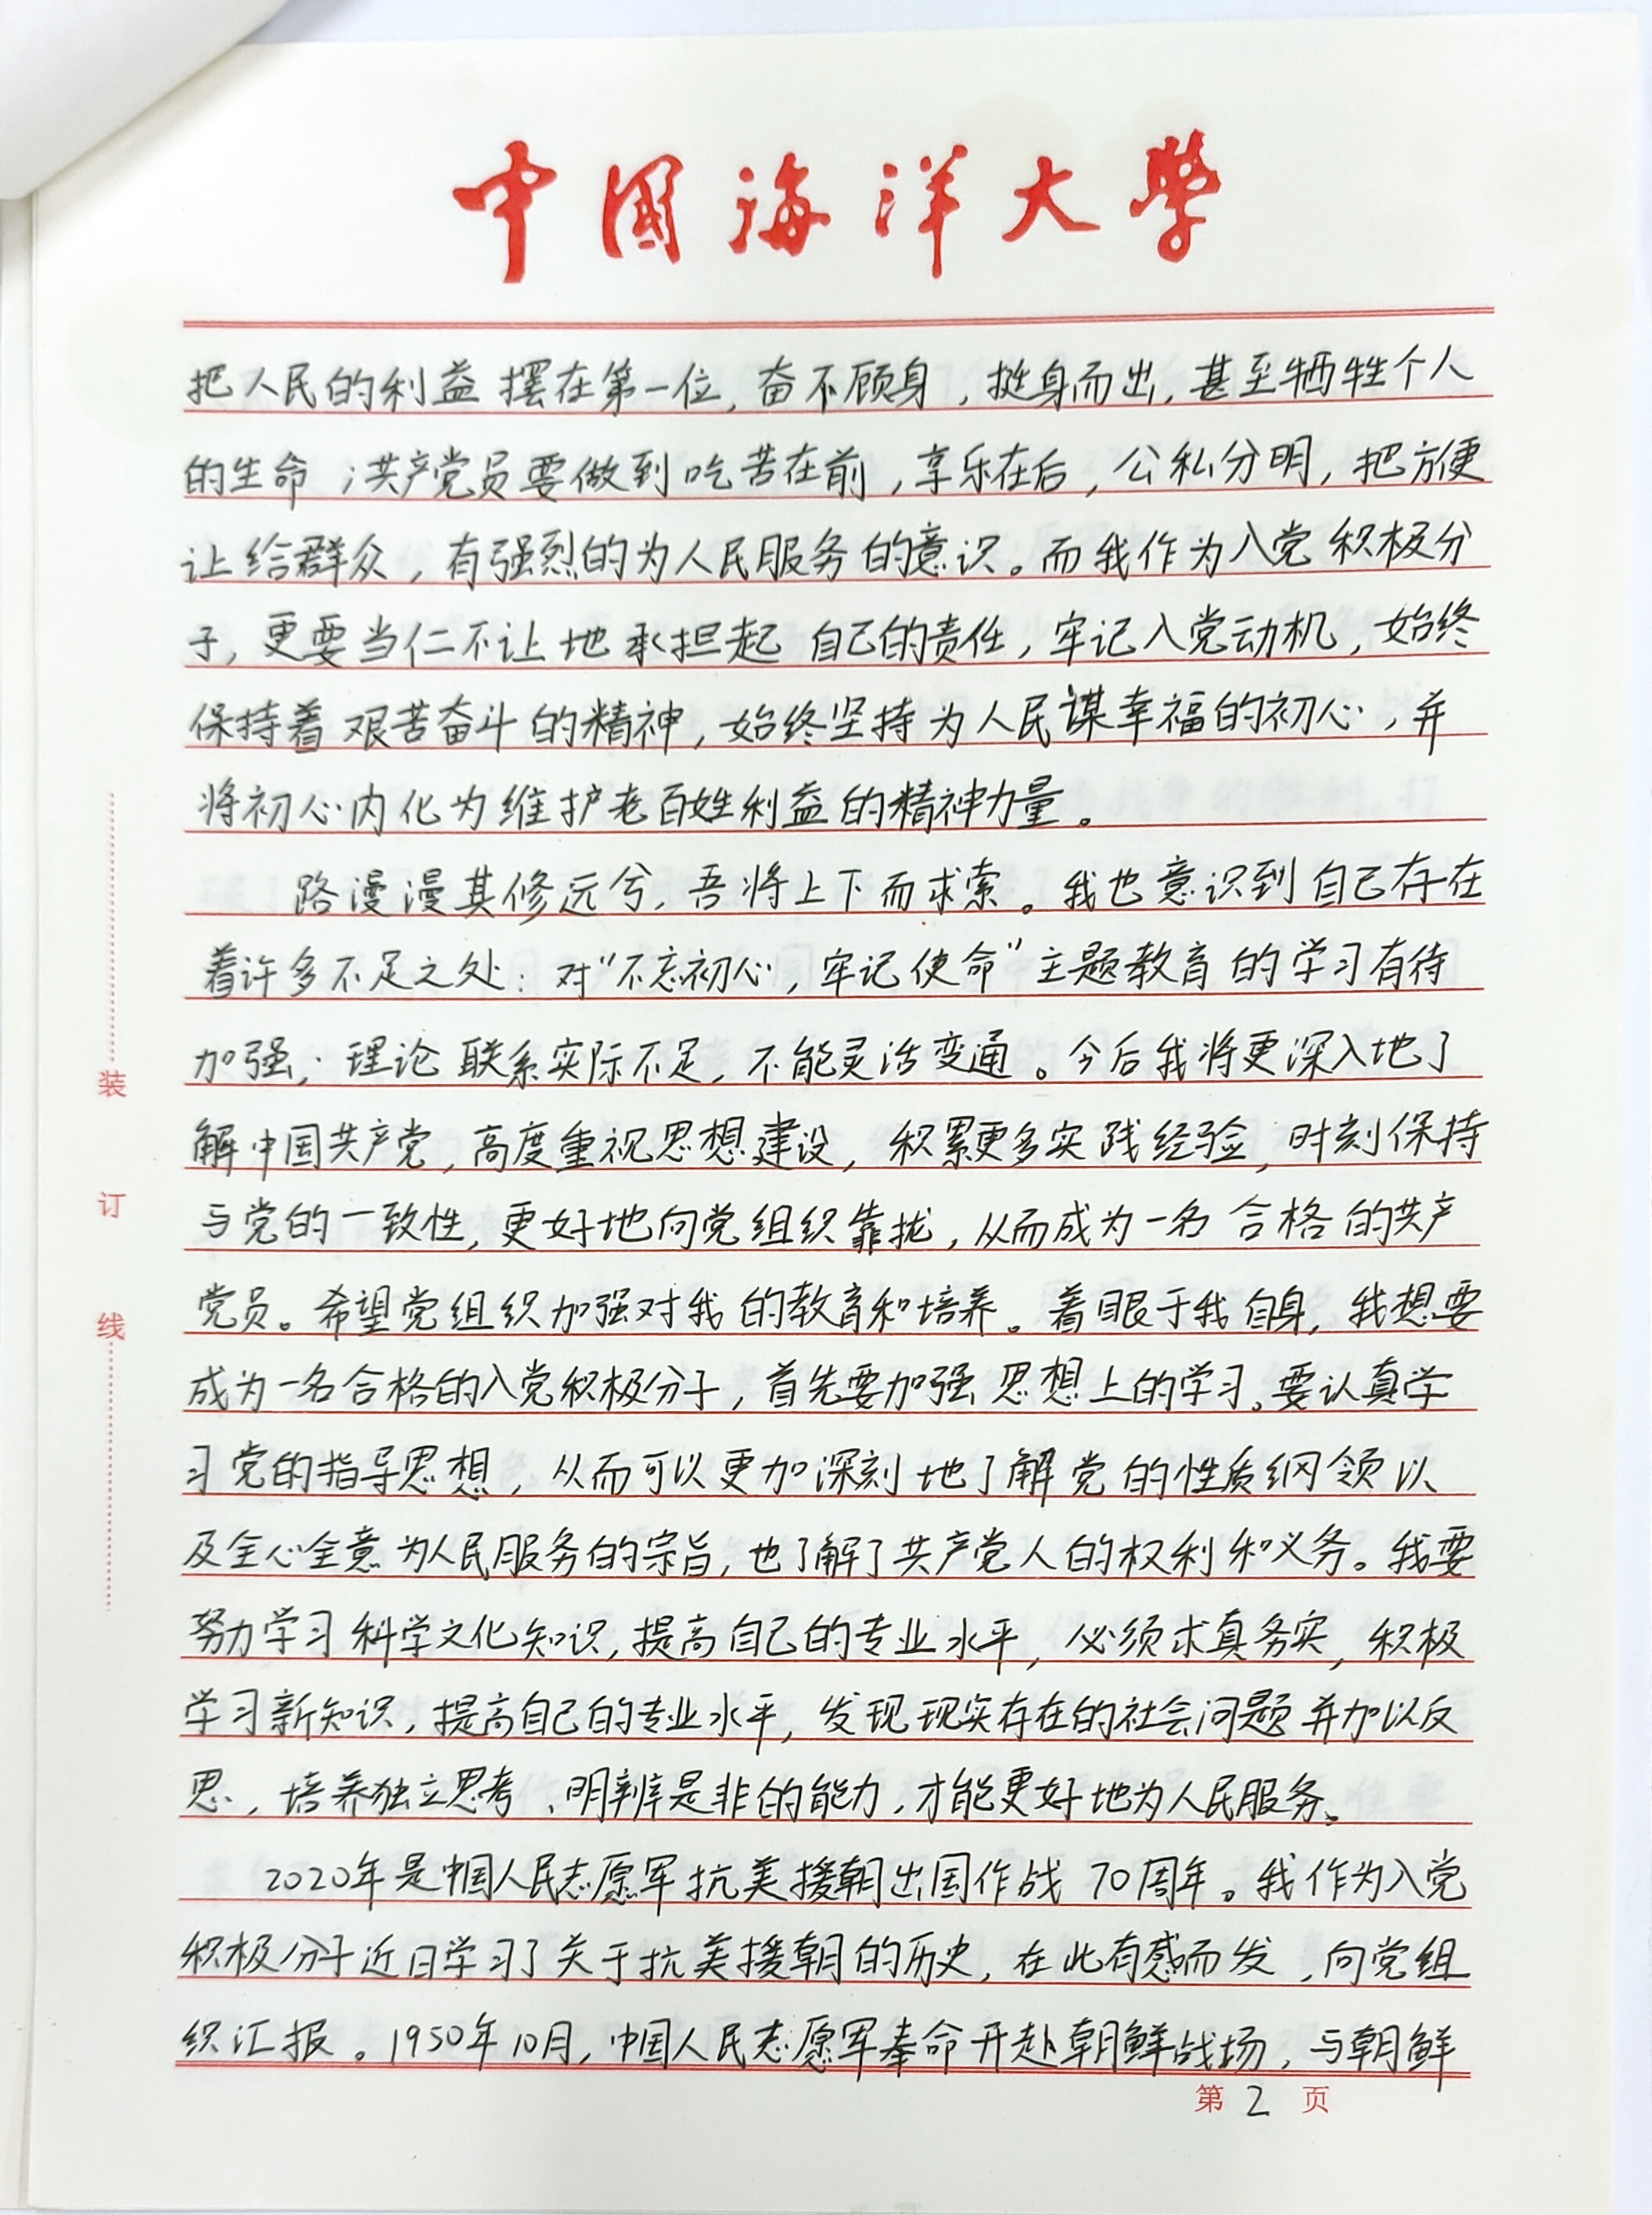 中国海洋大学
把人民的利益摆在第一位,奋不顾身,挺身而出,甚至牺牲个人
的生命;共产党员要做到吃苦在前,享乐在后,公私分明,把方便
让给群众,有强烈的为人民服务的意识。而我作为入党积极分
子,更要当仁不让地承担起自己的责任,牢记入党动机,始终
保持着艰苦奋斗的精神,始终坚持为人民谋幸福的初心,并
将初心内化为维护老百姓利益的精神力量。
路漫漫其修远兮,吾将上下而求索。我也意识到自己存在
着许多不足之处:对“不忘初心,牢记使命”主题教育的学习有待
加强;理论联系实际不足,不能灵活变通。今后我将更深入地了
解中国共产党,高度重视思想建设,积累更多实践经验,时刻保持
与党的一致性,更好地向党组织靠拢,从而成为一名合格的共产
党员。希望党组织加强对我的教育和培养。着眼于我自身,我想要
成为一名合格的入党积极分子,首先要加强思想上的学习。要认真学
习党的指导思想,从而可以更加深刻地了解党的性质纲领以
及全心全意为人民服务的宗旨,也了解了共产党人的权利和义务。我要
努力学习科学文化知识,提高自己的专业水平,必须求真务实,积极
学习新知识,提高自己的专业水平,发现现实存在的社会问题并加以反
思,培养独立思考、明辨是非的能力,才能更好地为人民服务。
2020年是中国人民志愿军抗美援朝出国作战70周年。我作为入党
积极分子近日学习了关于抗美援朝的历史,在此有感而发,向党组
织汇报。1950年10月,中国人民志愿军奉命开赴朝鲜战场,与朝鲜
第2页
装
订
线